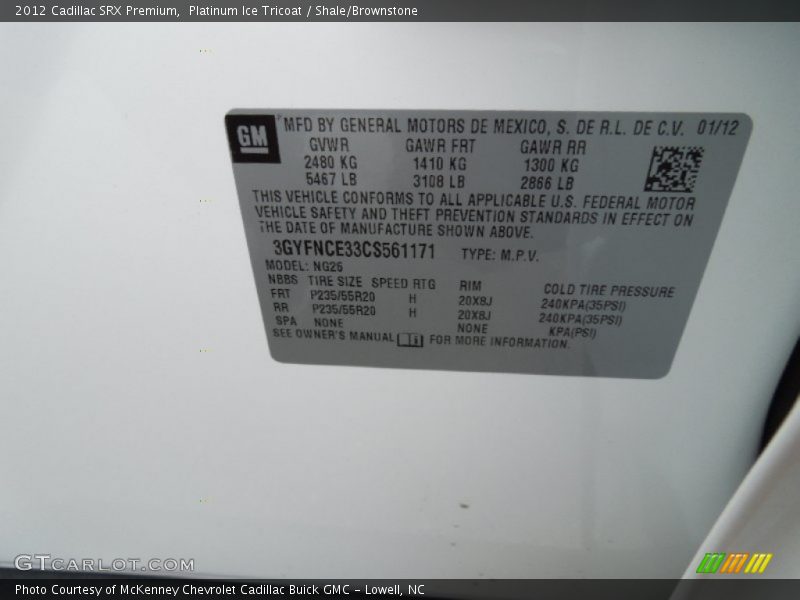 2012 Cadillac SRX Premium,  Platinum Ice Tricoat / Shale/Brownstone
GM
MFD BY GENERAL MOTORS DE MEXICO, S. DE R.L. DE C.V. 01/12
GVWR GAWR FRT GAWR RR
2480 KG 1410 KG 1300 KG
5467 LB 3108 LB 2866 LB
THIS VEHICLE CONFORMS TO ALL APPLICABLE U.S. FEDERAL MOTOR
VEHICLE SAFETY AND THEFT PREVENTION STANDARDS IN EFFECT ON
THE DATE OF MANUFACTURE SHOWN ABOVE.
3GYFNCE33CS561171 TYPE: M.P.V.
MODEL: NG26
NBBS TIRE SIZE SPEED RTG RIM COLD TIRE PRESSURE
FRT P235/55R20 H 20X8J 240KPA(35PSI)
RR P235/55R20 H 20X8J 240KPA(35PSI)
SPA NONE NONE KPA(PSI)
SEE OWNER'S MANUAL FOR MORE INFORMATION.
GTCARLOT.COM
Photo Courtesy of McKenney Chevrolet Cadillac Buick GMC - Lowell, NC